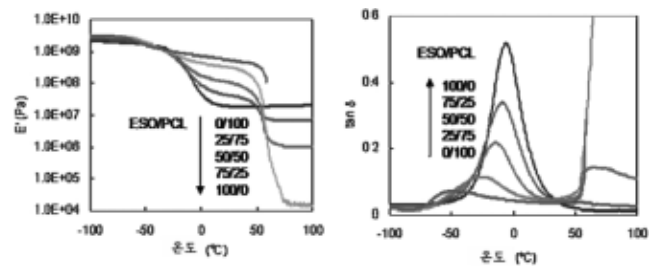 1.0E+10
1.0E+09
1.0E+08
1.0E+07
1.0E+06
1.0E+05
1.0E+04
E' (Pa)
ESO/PCL
0/100
25/75
50/50
75/25
100/0
-100
-50
0
50
100
온도 (℃)
0.6
0.4
0.2
0
tan δ
ESO/PCL
100/0
75/25
50/50
25/75
0/100
-100
-50
0
50
100
온도 (℃)